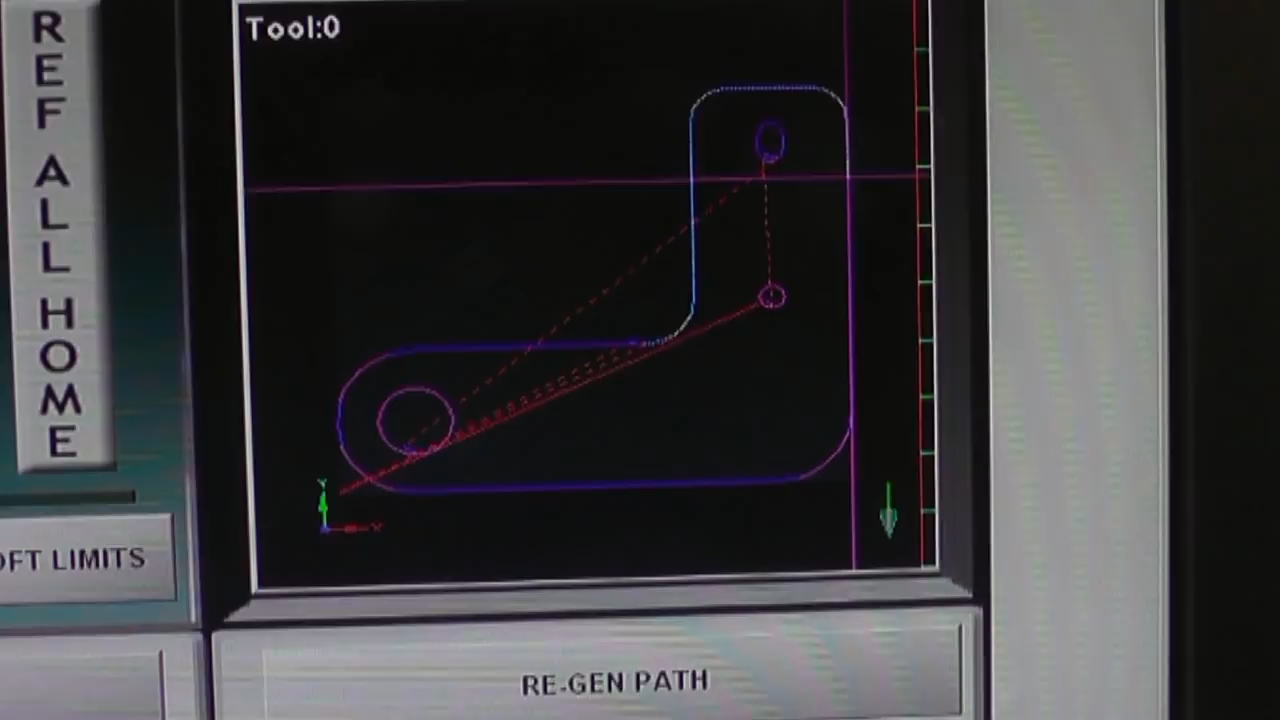 REF ALL HOME
Tool:0
OFT LIMITS
RE-GEN PATH
Y
X